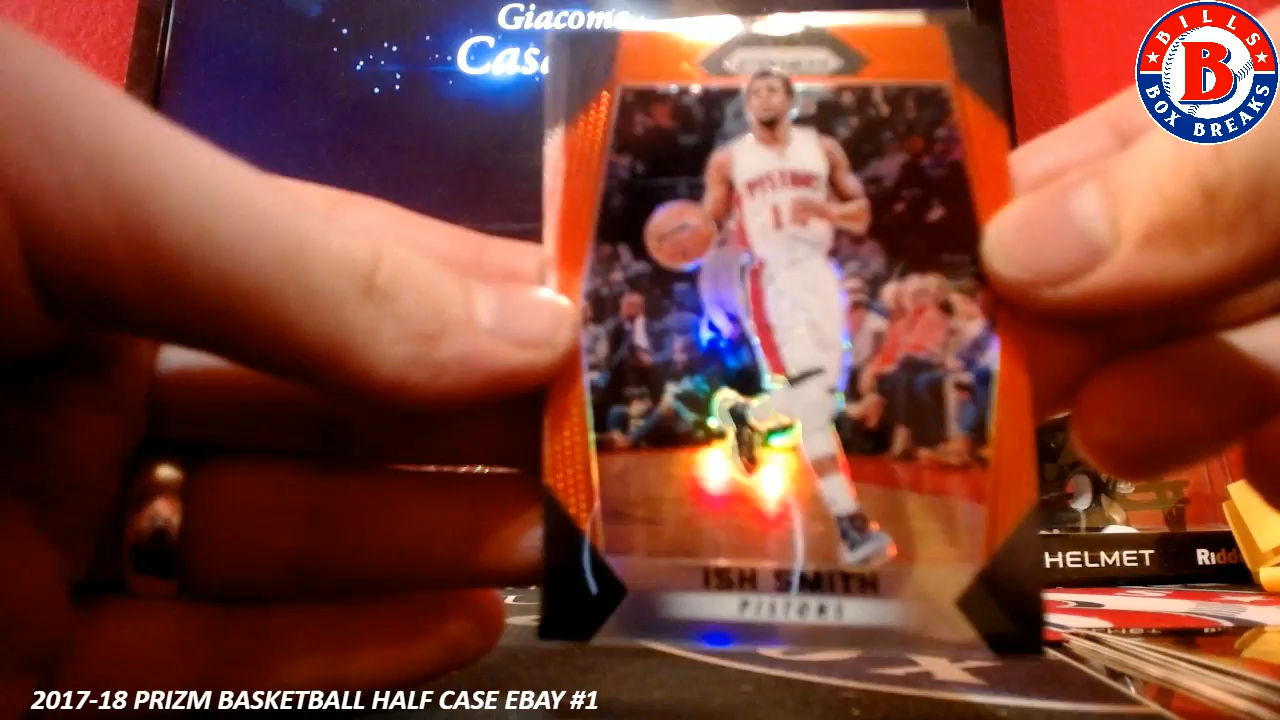 Giacomo
Cas
BILLS
B
BOX BREAKS
PISTONS
ISH SMITH
PISTONS
HELMET Ridd
2017-18 PRIZM BASKETBALL HALF CASE EBAY #1